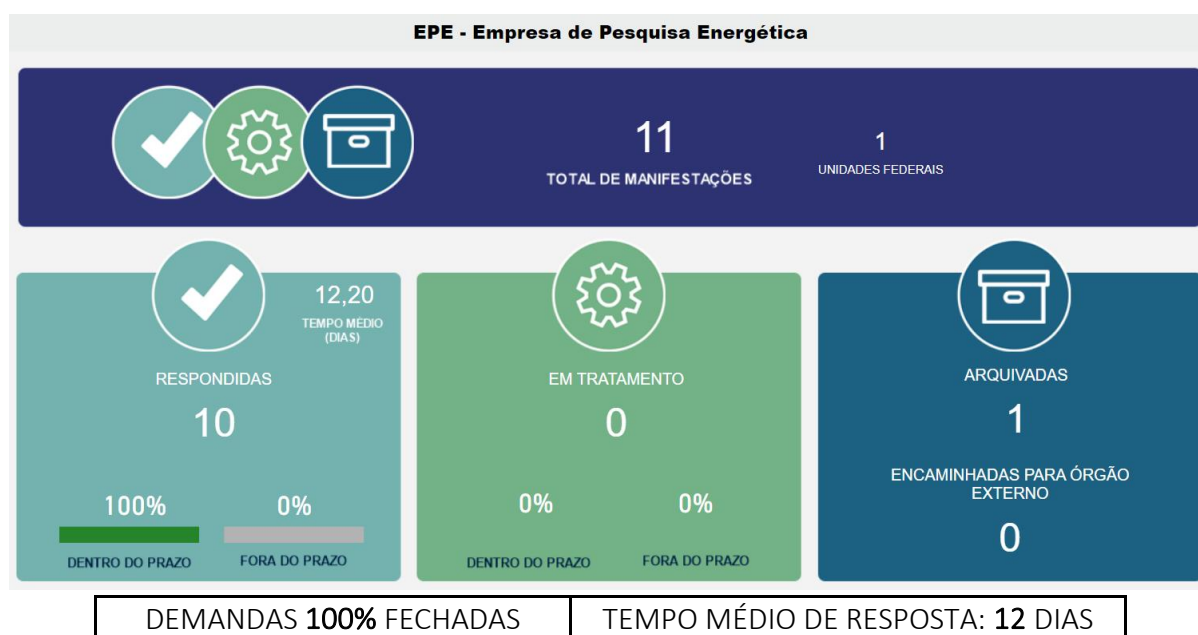 EPE - Empresa de Pesquisa Energética
11
TOTAL DE MANIFESTAÇÕES
1
UNIDADES FEDERAIS
12,20
TEMPO MÉDIO
(DIAS)
RESPONDIDAS
10
100%
0%
DENTRO DO PRAZO
FORA DO PRAZO
EM TRATAMENTO
0
0%
0%
DENTRO DO PRAZO
FORA DO PRAZO
ARQUIVADAS
1
ENCAMINHADAS PARA ÓRGÃO
EXTERNO
0
DEMANDAS 100% FECHADAS
TEMPO MÉDIO DE RESPOSTA: 12 DIAS